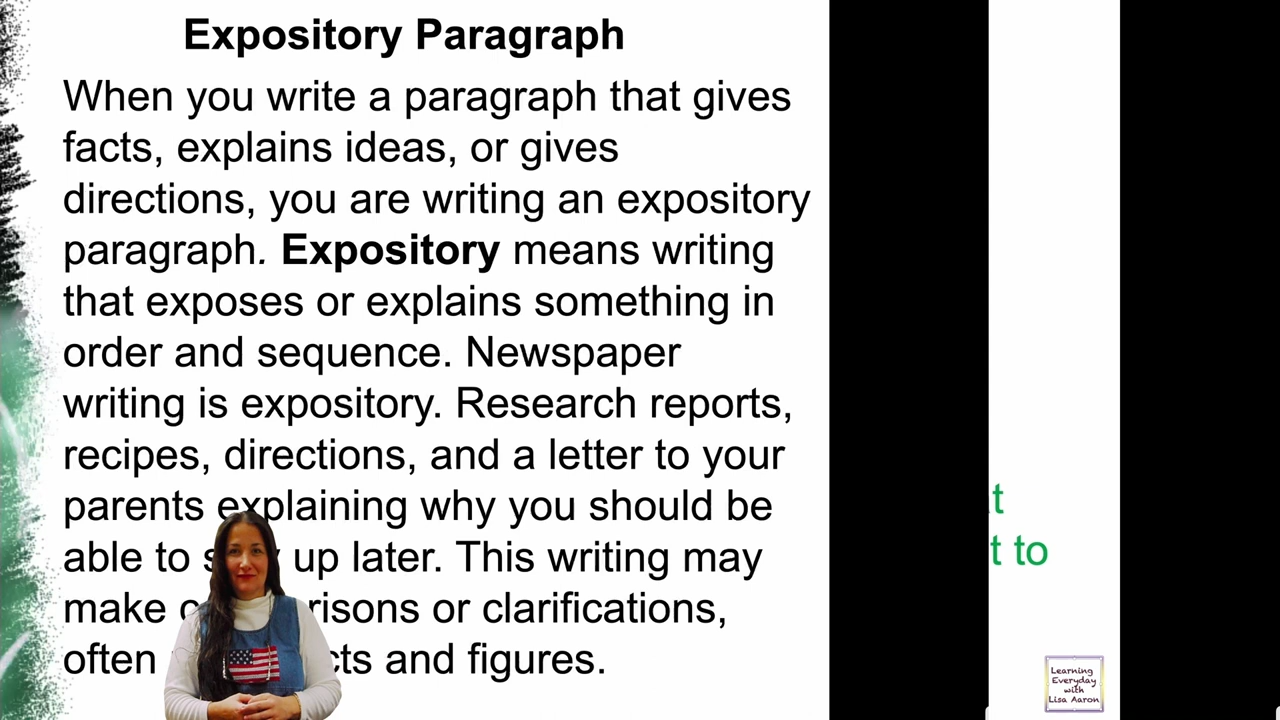 Expository Paragraph
When you write a paragraph that gives
facts, explains ideas, or gives
directions, you are writing an expository
paragraph. Expository means writing
that exposes or explains something in
order and sequence. Newspaper
writing is expository. Research reports,
recipes, directions, and a letter to your
parents explaining why you should be
able to up later. This writing may
make or clarifications,
often and figures.
to
Learning
Everyday
with
Lisa Aaron